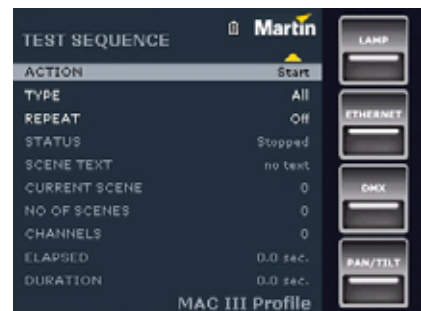 TEST SEQUENCE
Martin
ACTION Start
TYPE All
REPEAT Off
STATUS Stopped
SCENE TEXT no text
CURRENT SCENE 0
NO OF SCENES 0
CHANNELS 0
ELAPSED 0.0 sec.
DURATION 0.0 sec.
MAC III Profile
LAMP
ETHERNET
DMX
PAN/TILT